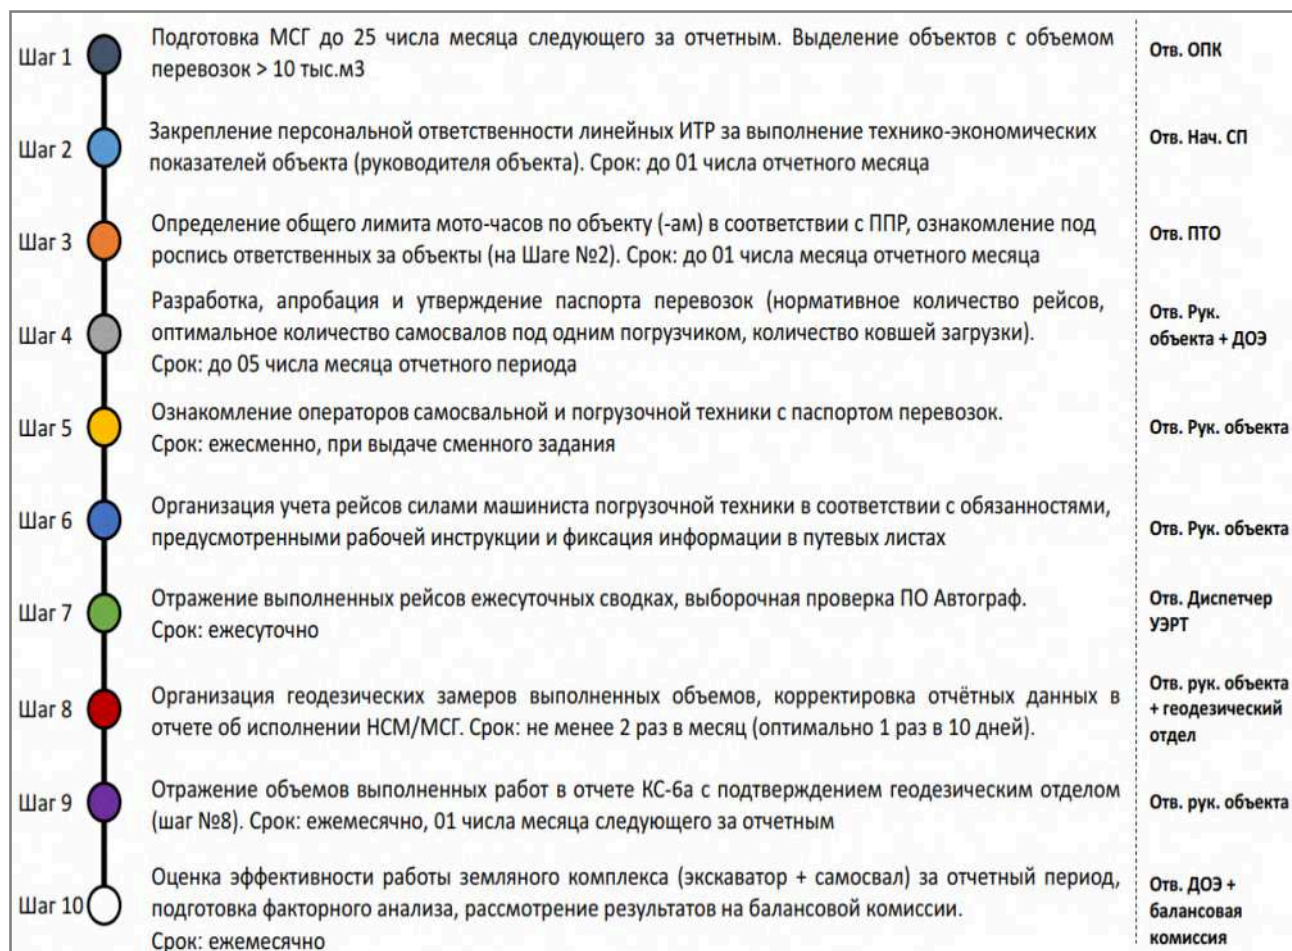 Шаг 1
Подготовка МСГ до 25 числа месяца следующего за отчетным. Выделение объектов с объемом
перевозок > 10 тыс.м3
Отв. ОПК
Шаг 2
Закрепление персональной ответственности линейных ИТР за выполнение технико-экономических
показателей объекта (руководителя объекта). Срок: до 01 числа отчетного месяца
Отв. Нач. СП
Шаг 3
Определение общего лимита мото-часов по объекту (-ам) в соответствии с ППР, ознакомление под
роспись ответственных за объекты (на Шаге №2). Срок: до 01 числа месяца отчетного месяца
Отв. ПТО
Шаг 4
Разработка, апробация и утверждение паспорта перевозок (нормативное количество рейсов,
оптимальное количество самосвалов под одним погрузчиком, количество ковшей загрузки).
Срок: до 05 числа месяца отчетного периода
Отв. Рук.
объекта + ДОЭ
Шаг 5
Ознакомление операторов самосвальной и погрузочной техники с паспортом перевозок.
Срок: ежесменно, при выдаче сменного задания
Отв. Рук. объекта
Шаг 6
Организация учета рейсов силами машиниста погрузочной техники в соответствии с обязанностями,
предусмотренными рабочей инструкции и фиксация информации в путевых листах
Отв. Рук. объекта
Шаг 7
Отражение выполненных рейсов ежесуточных сводках, выборочная проверка ПО Автограф.
Срок: ежесуточно
Отв. Диспетчер
УЭРТ
Шаг 8
Организация геодезических замеров выполненных объемов, корректировка отчётных данных в
отчете об исполнении НСМ/МСГ. Срок: не менее 2 раз в месяц (оптимально 1 раз в 10 дней).
Отв. рук. объекта
+ геодезический
отдел
Шаг 9
Отражение объемов выполненных работ в отчете КС-6а с подтверждением геодезическим отделом
(шаг №8). Срок: ежемесячно, 01 числа месяца следующего за отчетным
Отв. рук. объекта
Шаг 10
Оценка эффективности работы земляного комплекса (экскаватор + самосвал) за отчетный период,
подготовка факторного анализа, рассмотрение результатов на балансовой комиссии.
Срок: ежемесячно
Отв. ДОЭ +
балансовая
комиссия